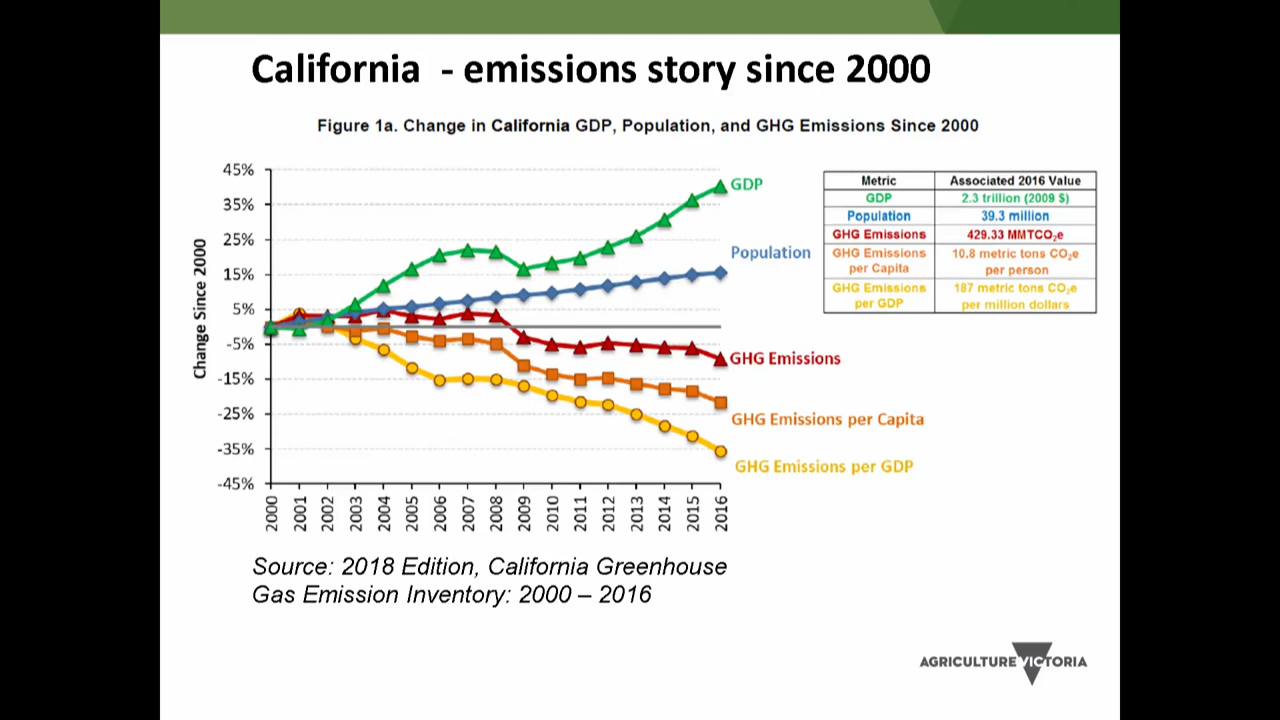 California - emissions story since 2000
Figure 1a. Change in California GDP, Population, and GHG Emissions Since 2000
45%
35%
25%
15%
5%
-5%
-15%
-25%
-35%
-45%
Change Since 2000
2000 2001 2002 2003 2004 2005 2006 2007 2008 2009 2010 2011 2012 2013 2014 2015 2016
GDP
Population
GHG Emissions
GHG Emissions per Capita
GHG Emissions per GDP
Metric Associated 2016 Value
GDP 2.3 trillion (2009 $)
Population 39.3 million
GHG Emissions 429.33 MMTCO₂e
GHG Emissions 10.8 metric tons CO₂e
per Capita per person
GHG Emissions 187 metric tons CO₂e
per GDP per million dollars
Source: 2018 Edition, California Greenhouse
Gas Emission Inventory: 2000 – 2016
AGRICULTURE VICTORIA